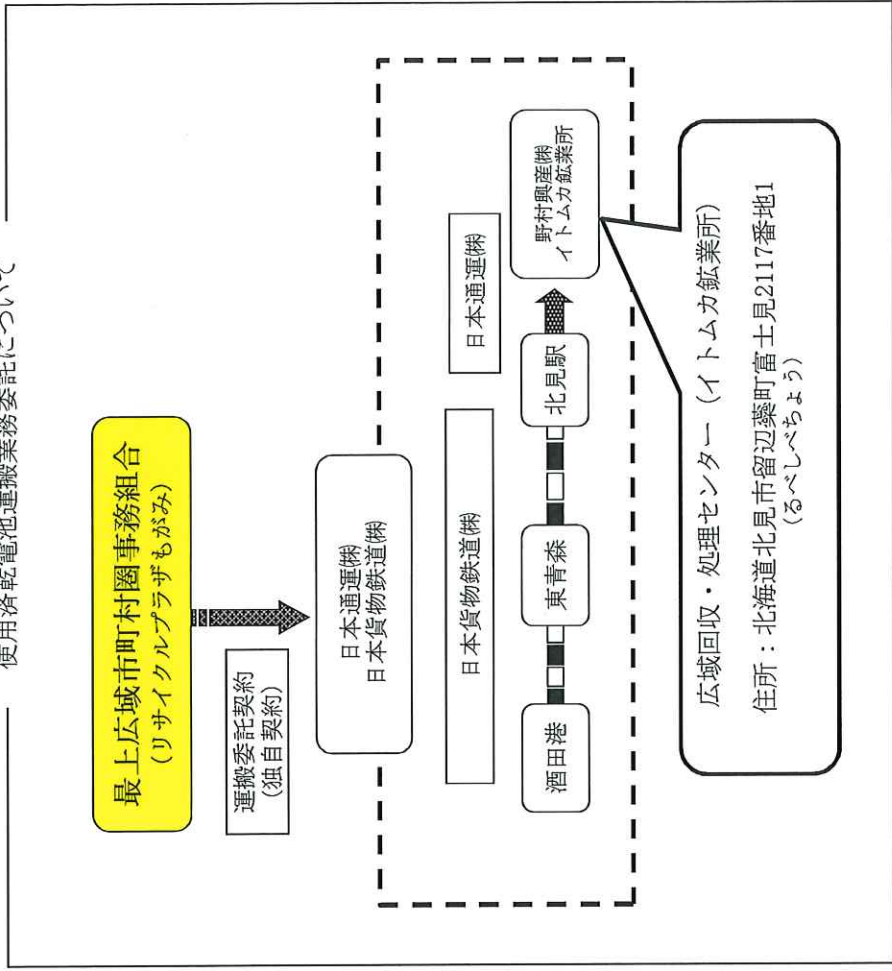 使用済乾電池運搬業務委託について
最上広域市町村圏事務組合
(リサイクルプラザもがみ)
運搬委託契約
(独自契約)
日本通運㈱
日本貨物鉄道㈱
日本貨物鉄道㈱
日本通運㈱
酒田港
東青森
北見駅
野村興産㈱
イトムカ鉱業所
広域回収・処理センター (イトムカ鉱業所)
住所：北海道北見市留辺蘂町富士見2117番地1
(るべしべちょう)